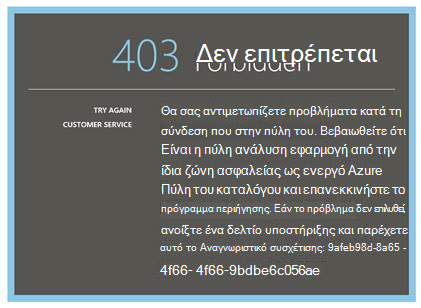 403 Δεν επιτρέπεται
Forbidden
TRY AGAIN
CUSTOMER SERVICE
Θα σας αντιμετωπίζετε προβλήματα κατά τη
σύνδεση που στην πύλη του. Βεβαιωθείτε ότι
Είναι η πύλη ανάλυση εφαρμογή από την
ίδια ζώνη ασφαλείας ως ενεργό Azure
Πύλη του καταλόγου και επανεκκινήστε το
πρόγραμμα περιήγησης. Εάν το πρόβλημα δεν επιλυθεί,
ανοίξτε ένα δελτίο υποστήριξης και παρέχετε
αυτό το Αναγνωριστικό συσχέτισης: 9afeb98d-8a65 -
4f66- 4f66-9bdbe6c056ae